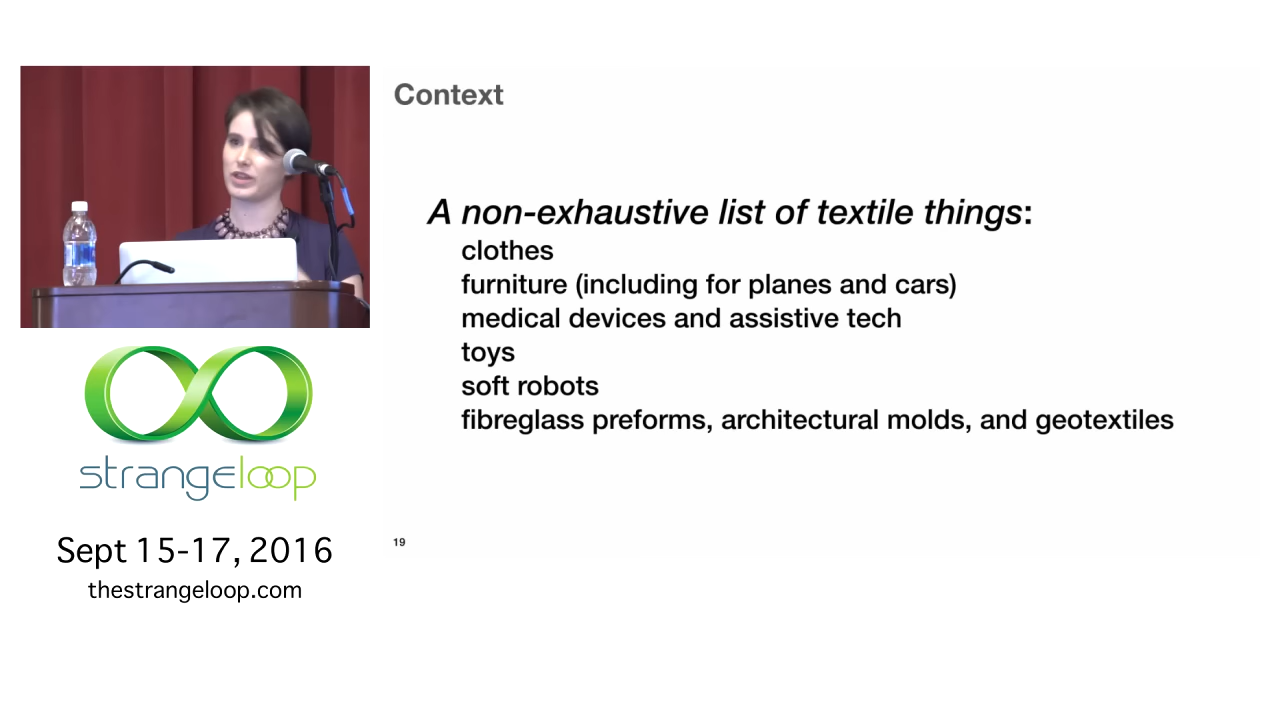 Context
A non-exhaustive list of textile things:
clothes
furniture (including for planes and cars)
medical devices and assistive tech
toys
soft robots
fibreglass preforms, architectural molds, and geotextiles
19
strangeloop
Sept 15-17, 2016
thestrangeloop.com